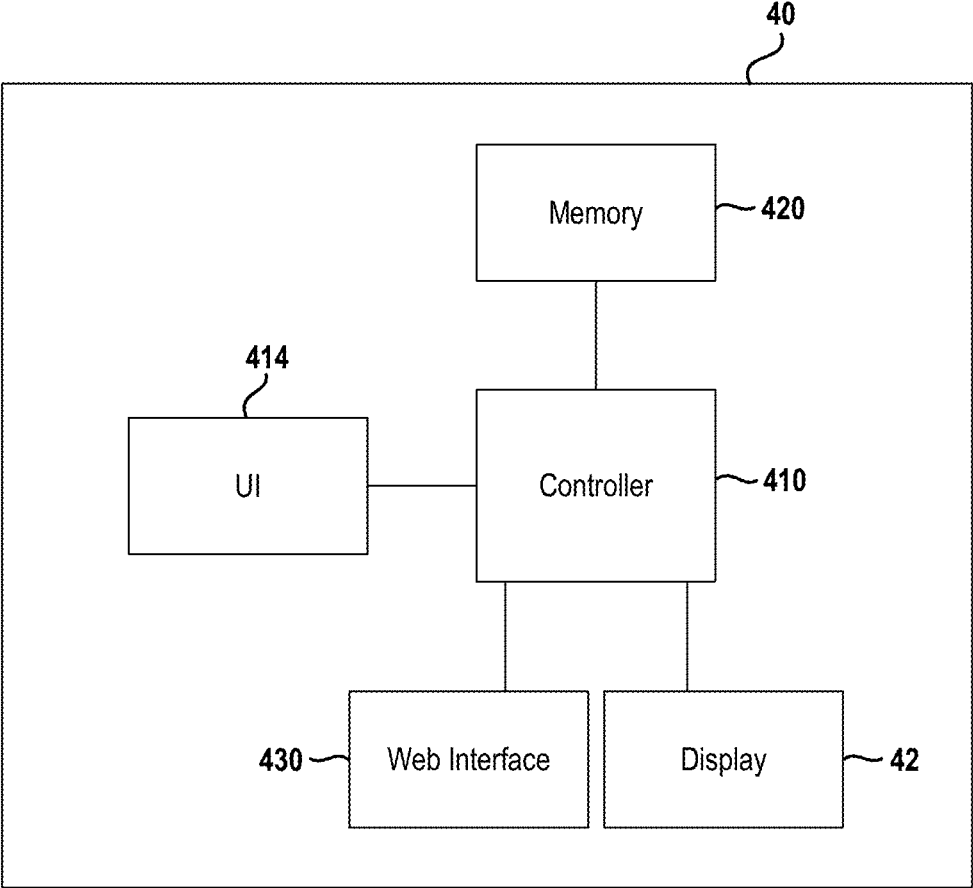 40
Memory
420
414
UI
Controller
410
430
Web Interface
Display
42